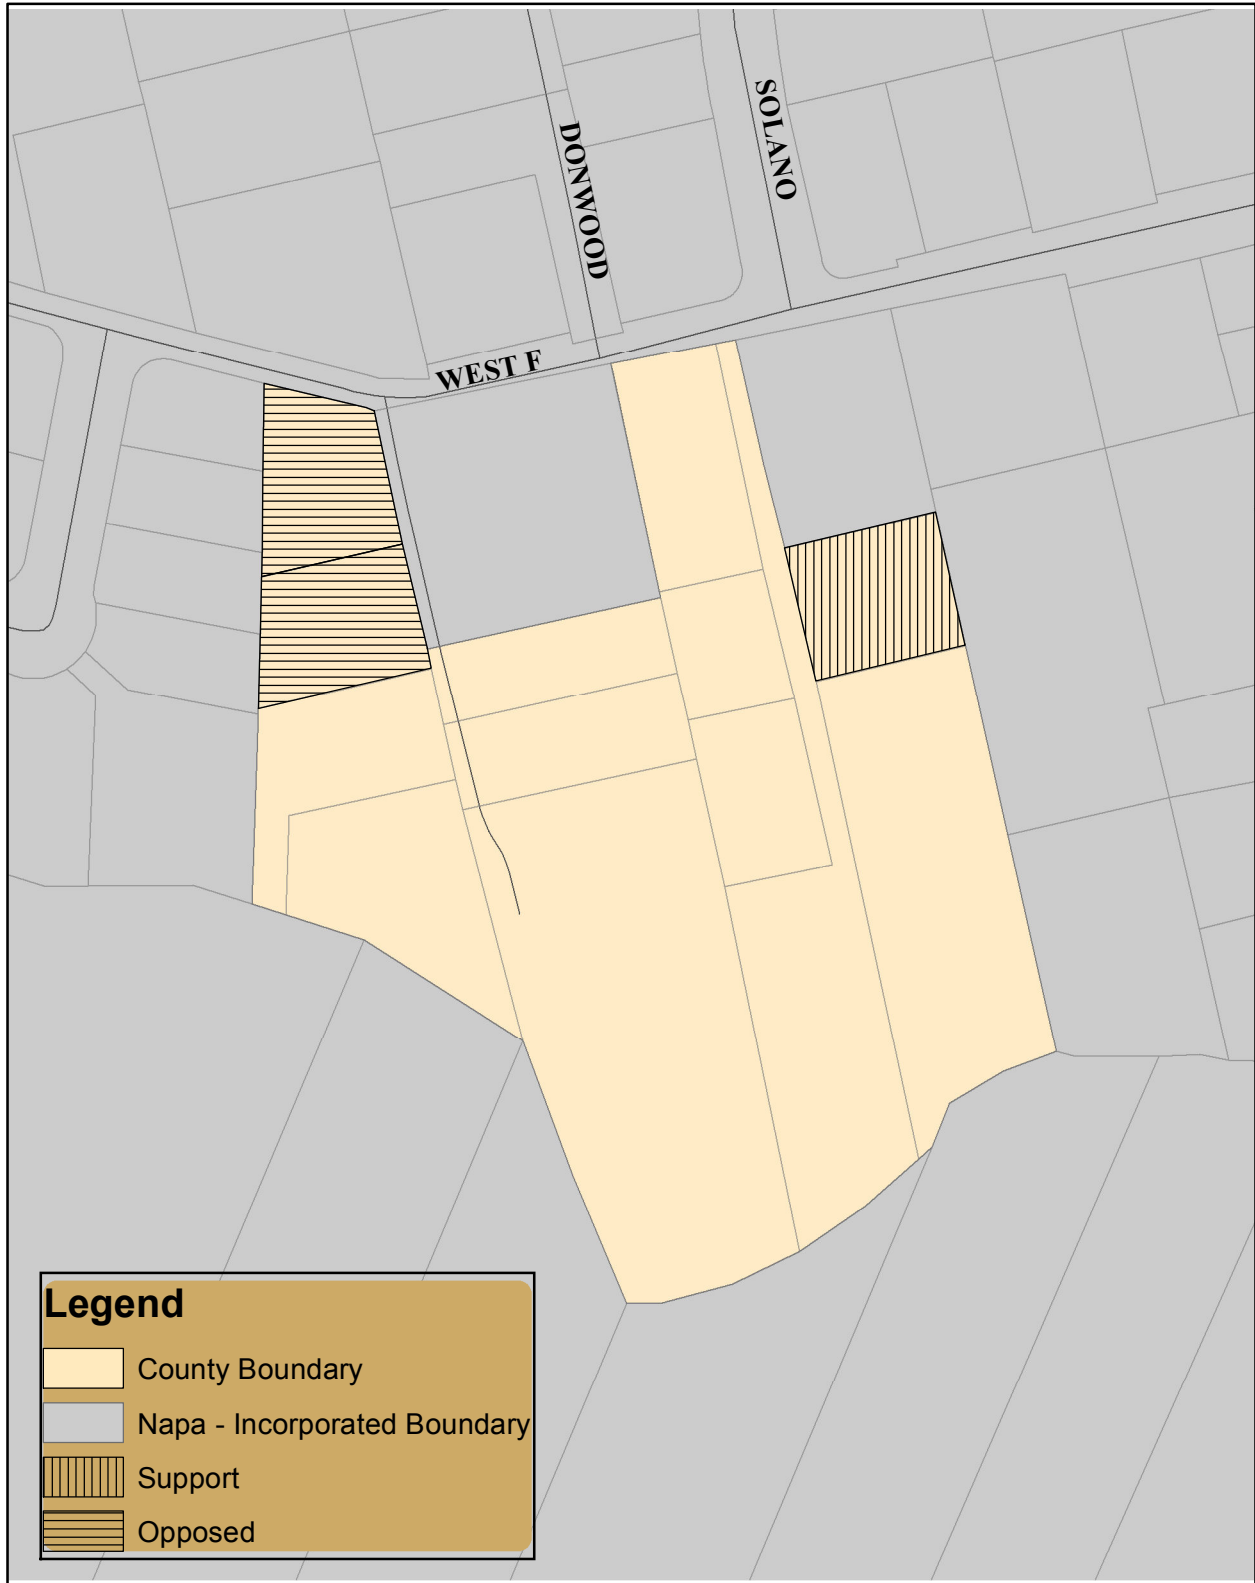 SOLANO
DONWOOD
WEST F
Legend
County Boundary
Napa - Incorporated Boundary
Support
Opposed